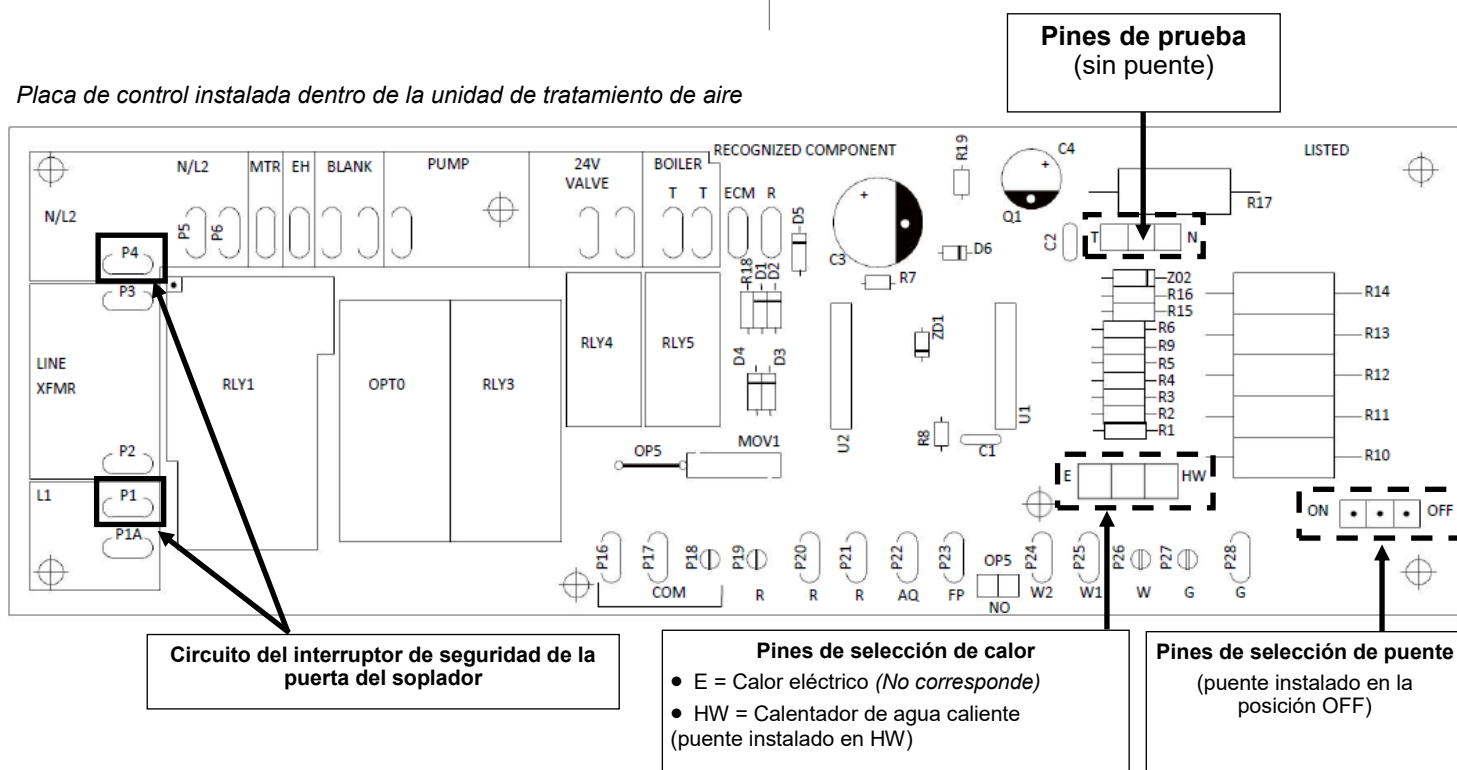 Pines de prueba
(sin puente)
Placa de control instalada dentro de la unidad de tratamiento de aire
N/L2
N/L2
MTR
EH
BLANK
PUMP
24V
VALVE
BOILER
T
T
ECM
R
RECOGNIZED COMPONENT
LISTED
P5
P6
P4
P3
LINE
XFMR
P2
L1
P1
P1A
RLY1
OPT0
RLY3
RLY4
RLY5
OP5
MOV1
R18
D1
D2
D5
D4
D3
C3
R7
R19
C4
Q1
D6
C2
ZD1
U2
R8
C1
U1
T
N
R17
Z02
R16
R15
R6
R9
R5
R4
R3
R2
R1
R14
R13
R12
R11
R10
E
HW
ON
OFF
P16
P17
P18
P19
P20
P21
P22
P23
OP5
P24
P25
P26
P27
P28
COM
R
R
R
AQ
FP
NO
W2
W1
W
G
G
Circuito del interruptor de seguridad de la
puerta del soplador
Pines de selección de calor
• E = Calor eléctrico (No corresponde)
• HW = Calentador de agua caliente
(puente instalado en HW)
Pines de selección de puente
(puente instalado en la
posición OFF)